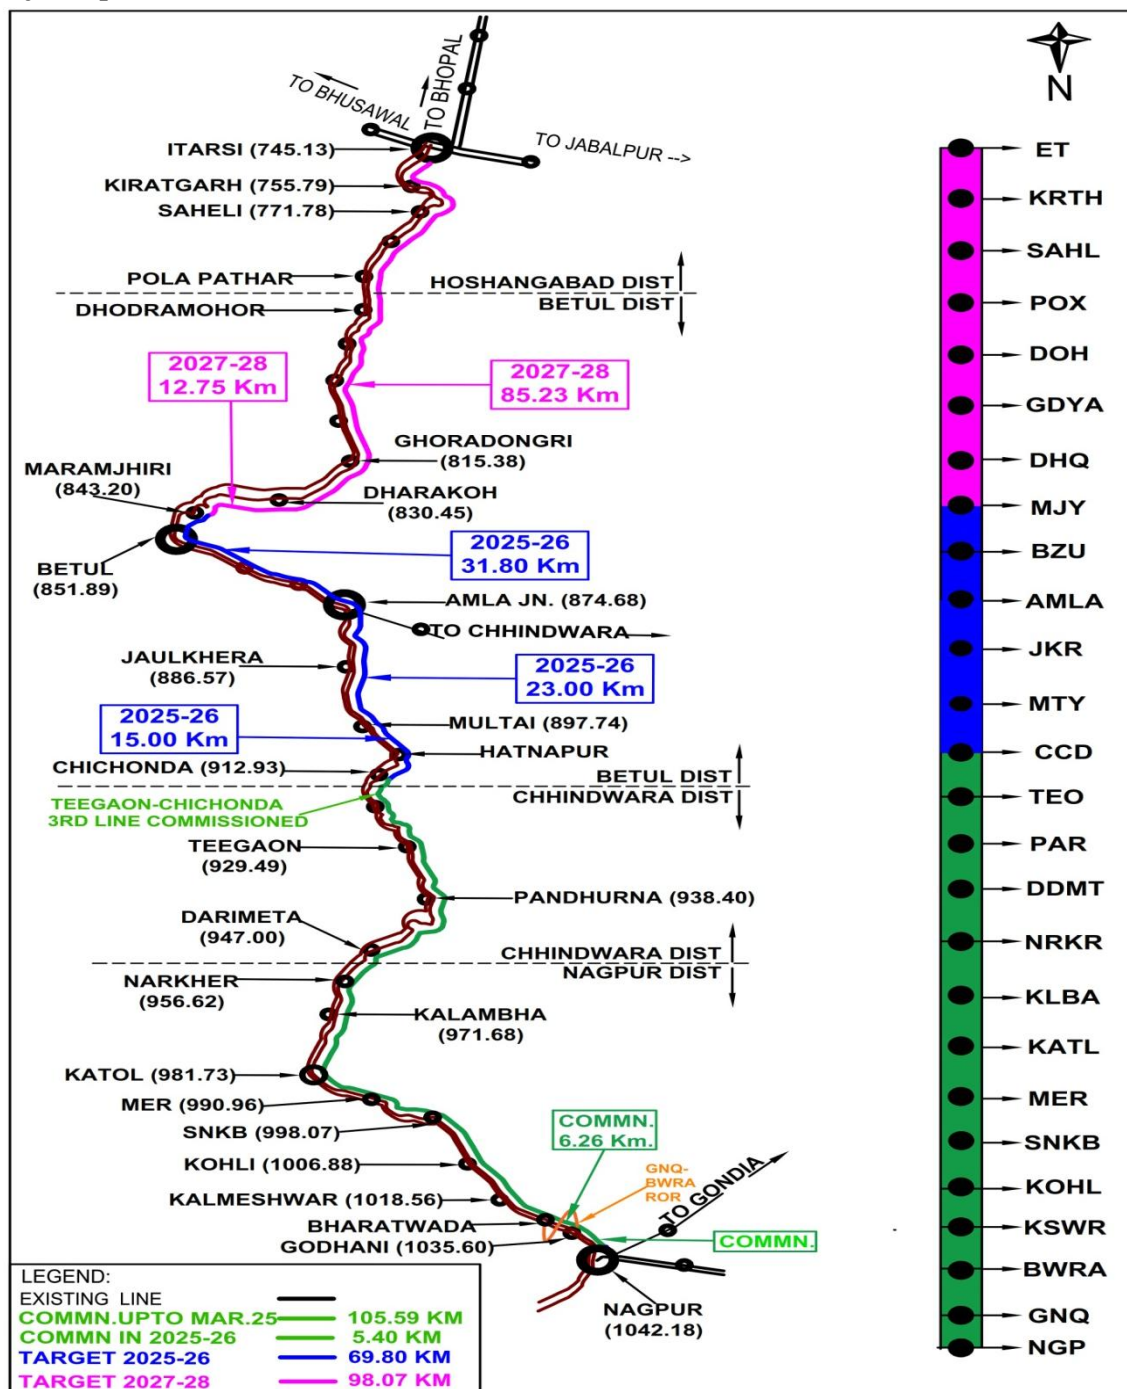 TO BHOPAL
TO BHUSAWAL
TO JABALPUR -->
N
ITARSI (745.13)
KIRATGARH (755.79)
SAHELI (771.78)
POLA PATHAR
HOSHANGABAD DIST
BETUL DIST
DHODRAMOHOR
2027-28
12.75 Km
2027-28
85.23 Km
GHORADONGRI
(815.38)
MARAMJHIRI
(843.20)
DHARAKOH
(830.45)
2025-26
31.80 Km
BETUL
(851.89)
AMLA JN. (874.68)
TO CHHINDWARA
JAULKHERA
(886.57)
2025-26
23.00 Km
2025-26
15.00 Km
MULTAI (897.74)
HATNAPUR
CHICHONDA (912.93)
BETUL DIST
CHHINDWARA DIST
TEEGAON-CHICHONDA
3RD LINE COMMISSIONED
TEEGAON
(929.49)
PANDHURNA (938.40)
DARIMETA
(947.00)
CHHINDWARA DIST
NAGPUR DIST
NARKHER
(956.62)
KALAMBHA
(971.68)
KATOL (981.73)
MER (990.96)
SNKB (998.07)
COMMN.
6.26 Km.
KOHLI (1006.88)
GNQ-
BWRA
ROR
TO GONDIA
KALMESHWAR (1018.56)
BHARATWADA
GODHANI (1035.60)
COMMN.
NAGPUR
(1042.18)
LEGEND:
EXISTING LINE
COMMN.UPTO MAR.25 105.59 KM
COMMN IN 2025-26 5.40 KM
TARGET 2025-26 69.80 KM
TARGET 2027-28 98.07 KM
ET
KRTH
SAHL
POX
DOH
GDYA
DHQ
MJY
BZU
AMLA
JKR
MTY
CCD
TEO
PAR
DDMT
NRKR
KLBA
KATL
MER
SNKB
KOHL
KSWR
BWRA
GNQ
NGP